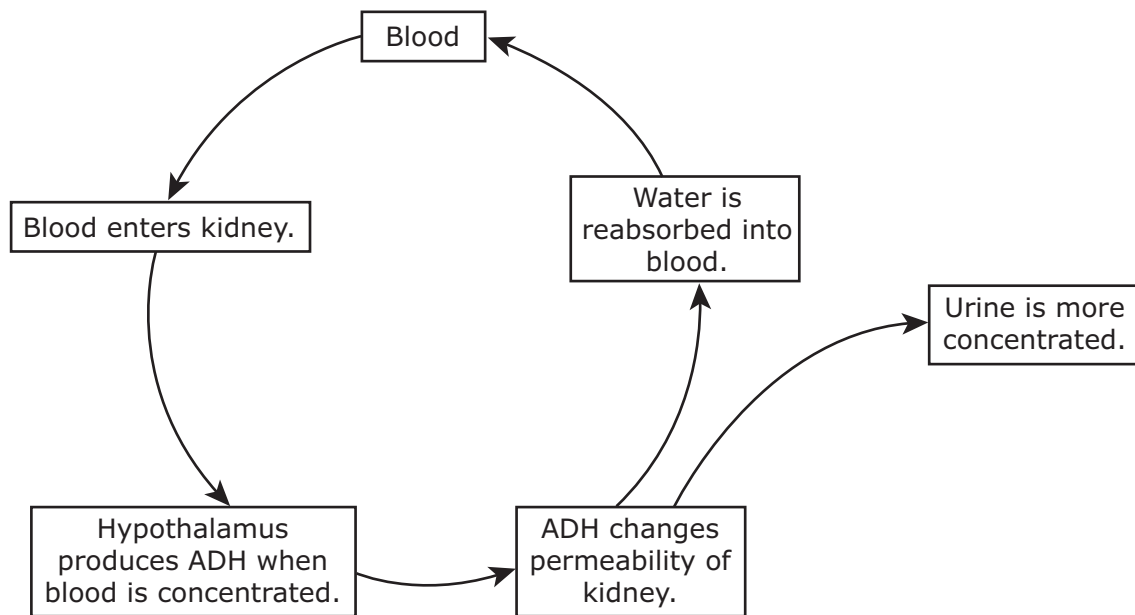 Blood
Blood enters kidney.
Water is
reabsorbed into
blood.
Urine is more
concentrated.
Hypothalamus
produces ADH when
blood is concentrated.
ADH changes
permeability of
kidney.